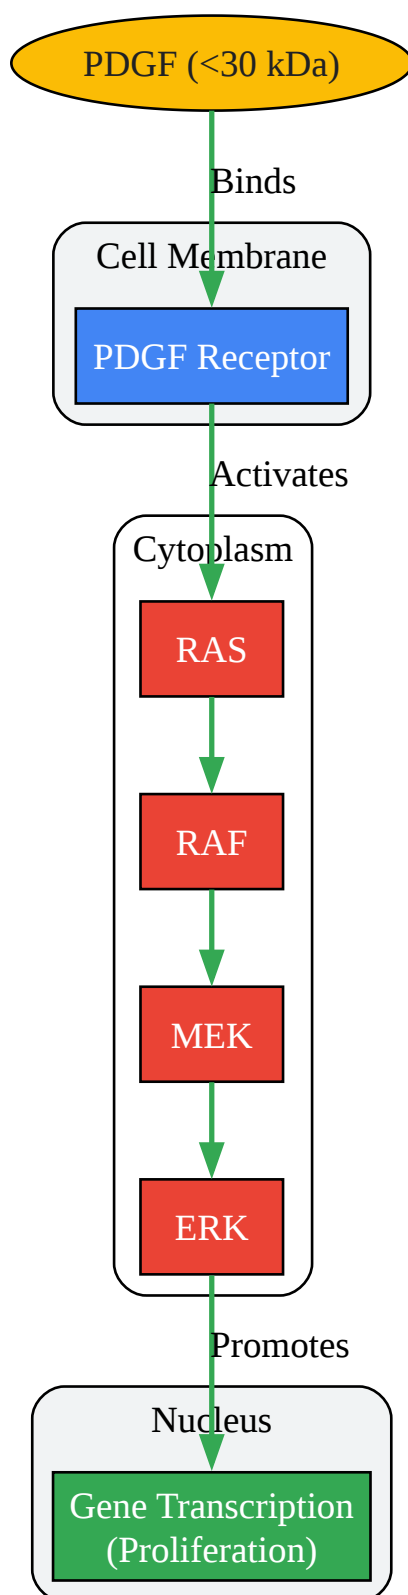 PDGF (<30 kDa)
Binds
Cell Membrane
PDGF Receptor
Activates
Cytoplasm
RAS
RAF
MEK
ERK
Promotes
Nucleus
Gene Transcription
(Proliferation)